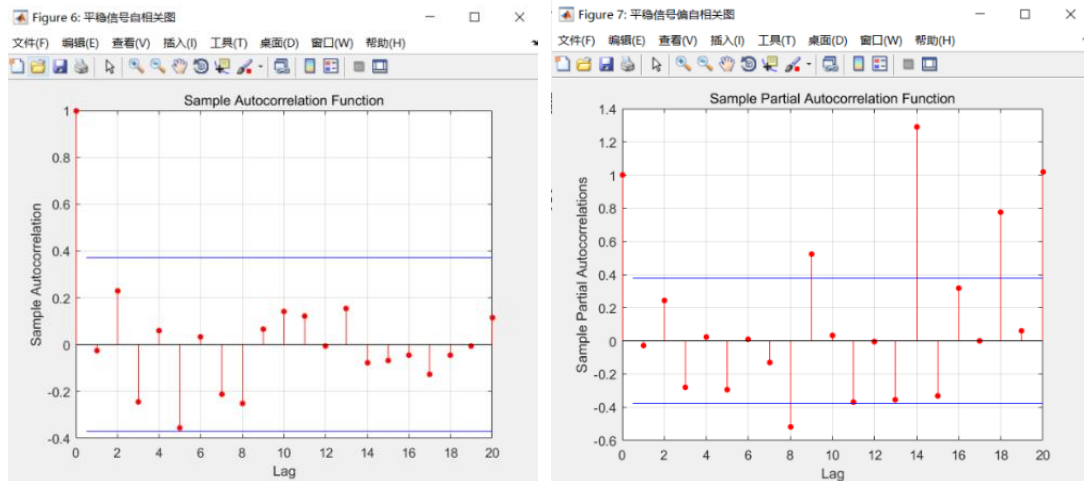 Figure 6: 平稳信号自相关图
文件(F) 编辑(E) 查看(V) 插入(I) 工具(T) 桌面(D) 窗口(W) 帮助(H)
Sample Autocorrelation Function
1
0.8
0.6
0.4
0.2
0
-0.2
-0.4
Sample Autocorrelation
0 2 4 6 8 10 12 14 16 18 20
Lag
Figure 7: 平稳信号偏自相关图
文件(F) 编辑(E) 查看(V) 插入(I) 工具(T) 桌面(D) 窗口(W) 帮助(H)
Sample Partial Autocorrelation Function
1.4
1.2
1
0.8
0.6
0.4
0.2
0
-0.2
-0.4
-0.6
Sample Partial Autocorrelations
0 2 4 6 8 10 12 14 16 18 20
Lag